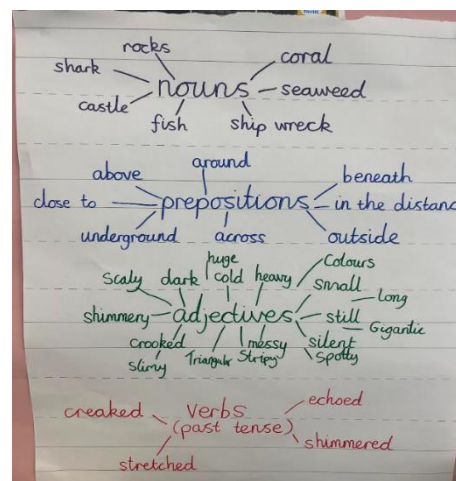 rocks
coral
shark
nouns
seaweed
castle
fish
ship wreck
around
above
beneath
close to
prepositions
in the distanc
underground
across
outside
huge
Colours
scaly
dark
cold
heavy
small
Long
shimmery
adjectives
still
Gigantic
crooked
messy
silent
slimy
Triangular
Stripy
spotty
echoed
creaked
verbs
(past tense)
shimmered
stretched